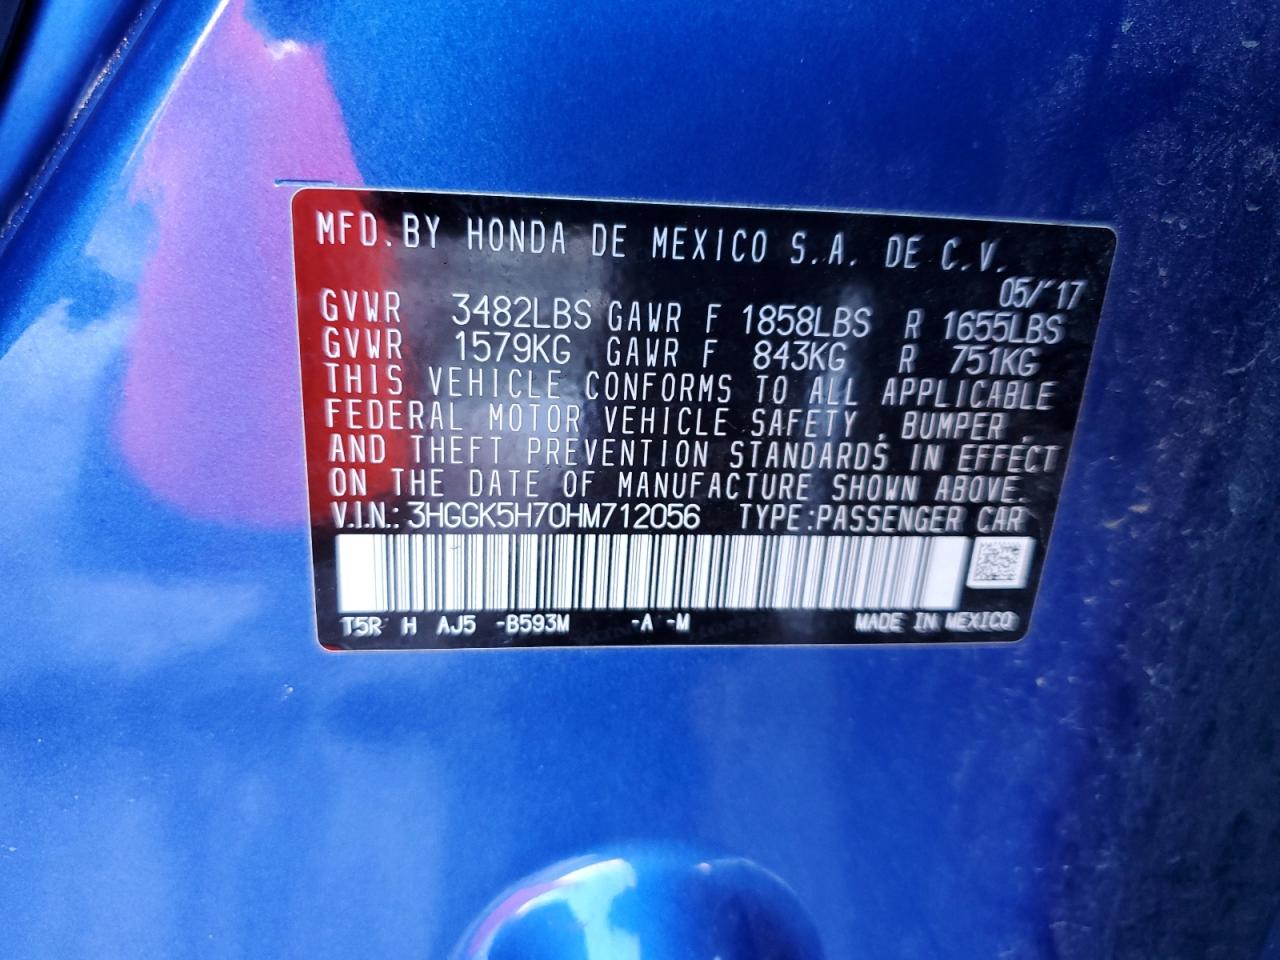 MFD. BY HONDA DE MEXICO S.A. DE C.V.
05/'17
GVWR 3482LBS GAWR F 1858LBS R 1655LBS
GVWR 1579KG GAWR F 843KG R 751KG
THIS VEHICLE CONFORMS TO ALL APPLICABLE
FEDERAL MOTOR VEHICLE SAFETY , BUMPER ,
AND THEFT PREVENTION STANDARDS IN EFFECT
ON THE DATE OF MANUFACTURE SHOWN ABOVE.
V.I.N.: 3HGGK5H70HM712056 TYPE:PASSENGER CAR
T5R H AJ5 -B593M -A -M MADE IN MEXICO